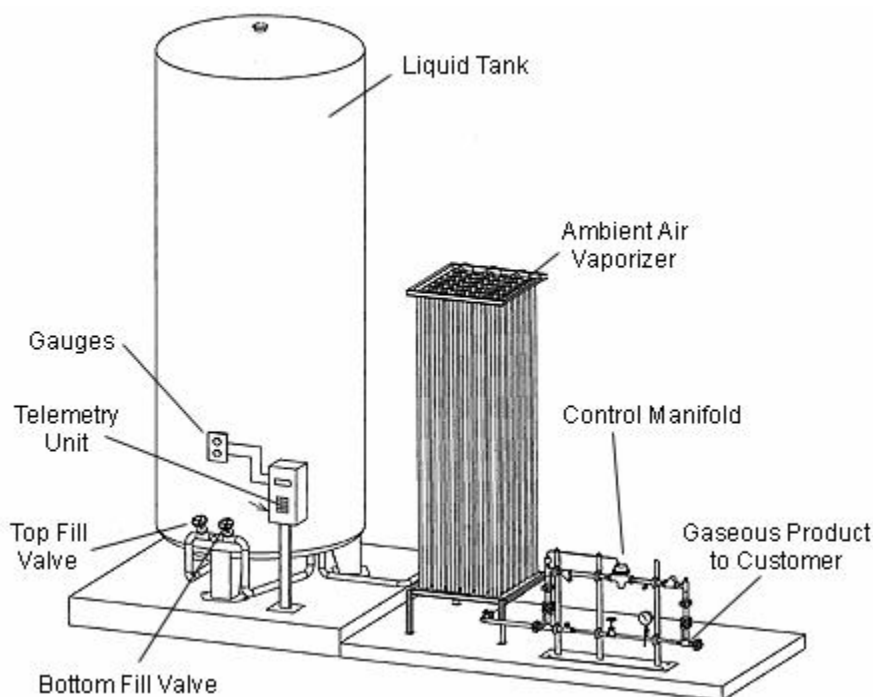 Liquid Tank
Ambient Air
Vaporizer
Gauges
Telemetry
Unit
Control Manifold
Top Fill
Valve
Gaseous Product
to Customer
Bottom Fill Valve